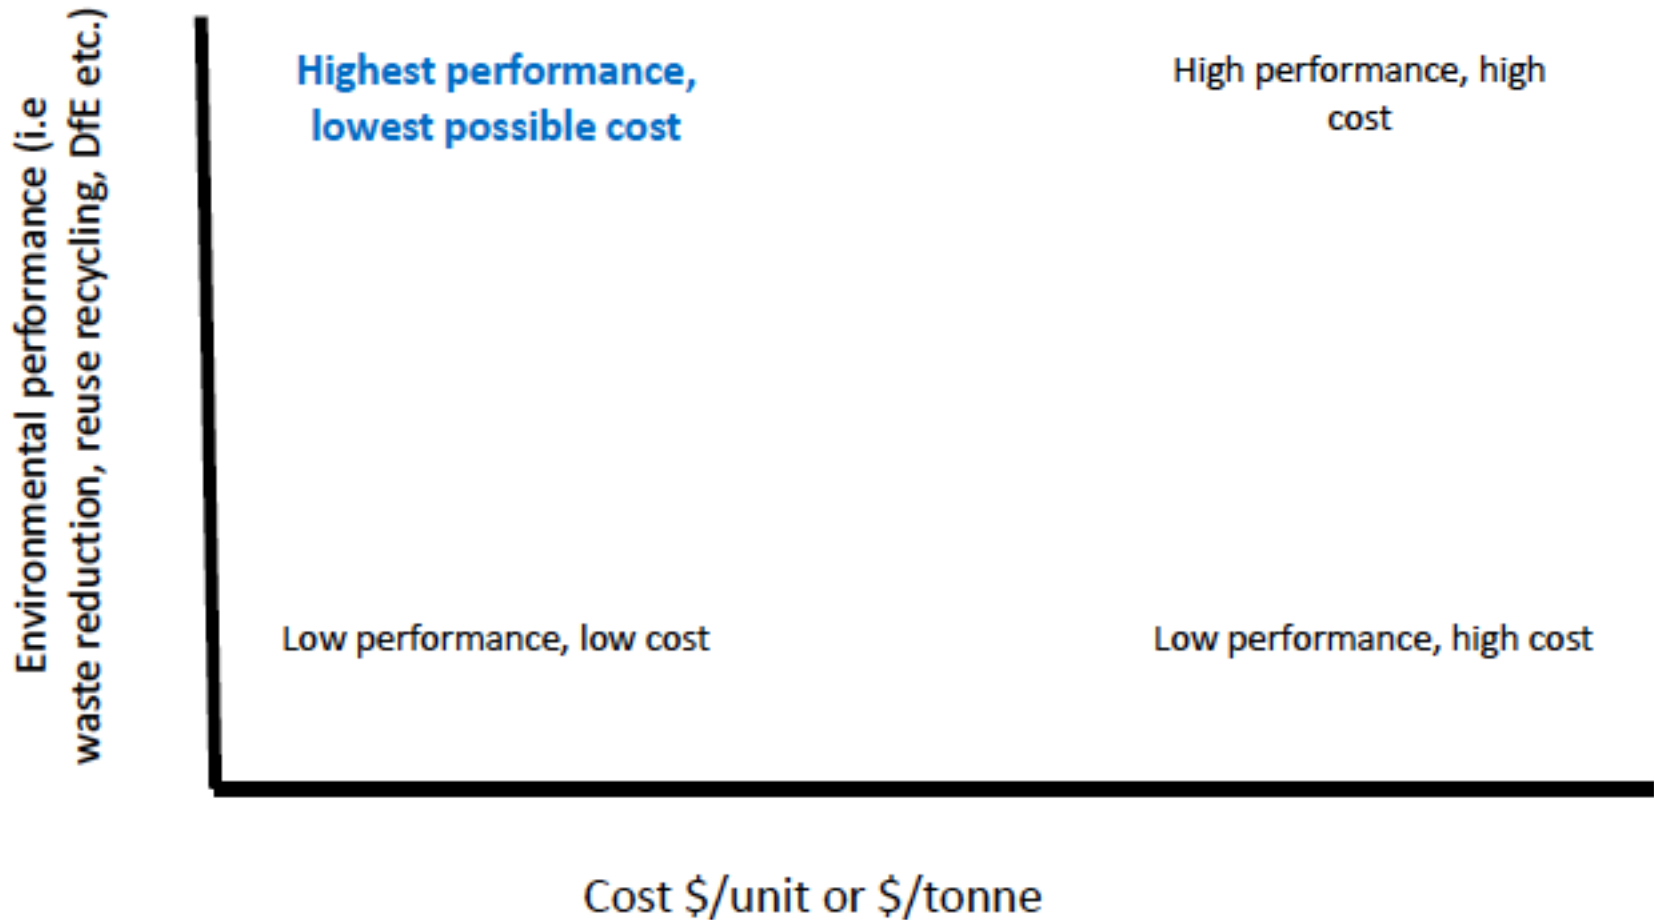 Environmental performance (i.e
waste reduction, reuse recycling, DfE etc.)
Highest performance,
lowest possible cost
High performance, high
cost
Low performance, low cost
Low performance, high cost
Cost $/unit or $/tonne